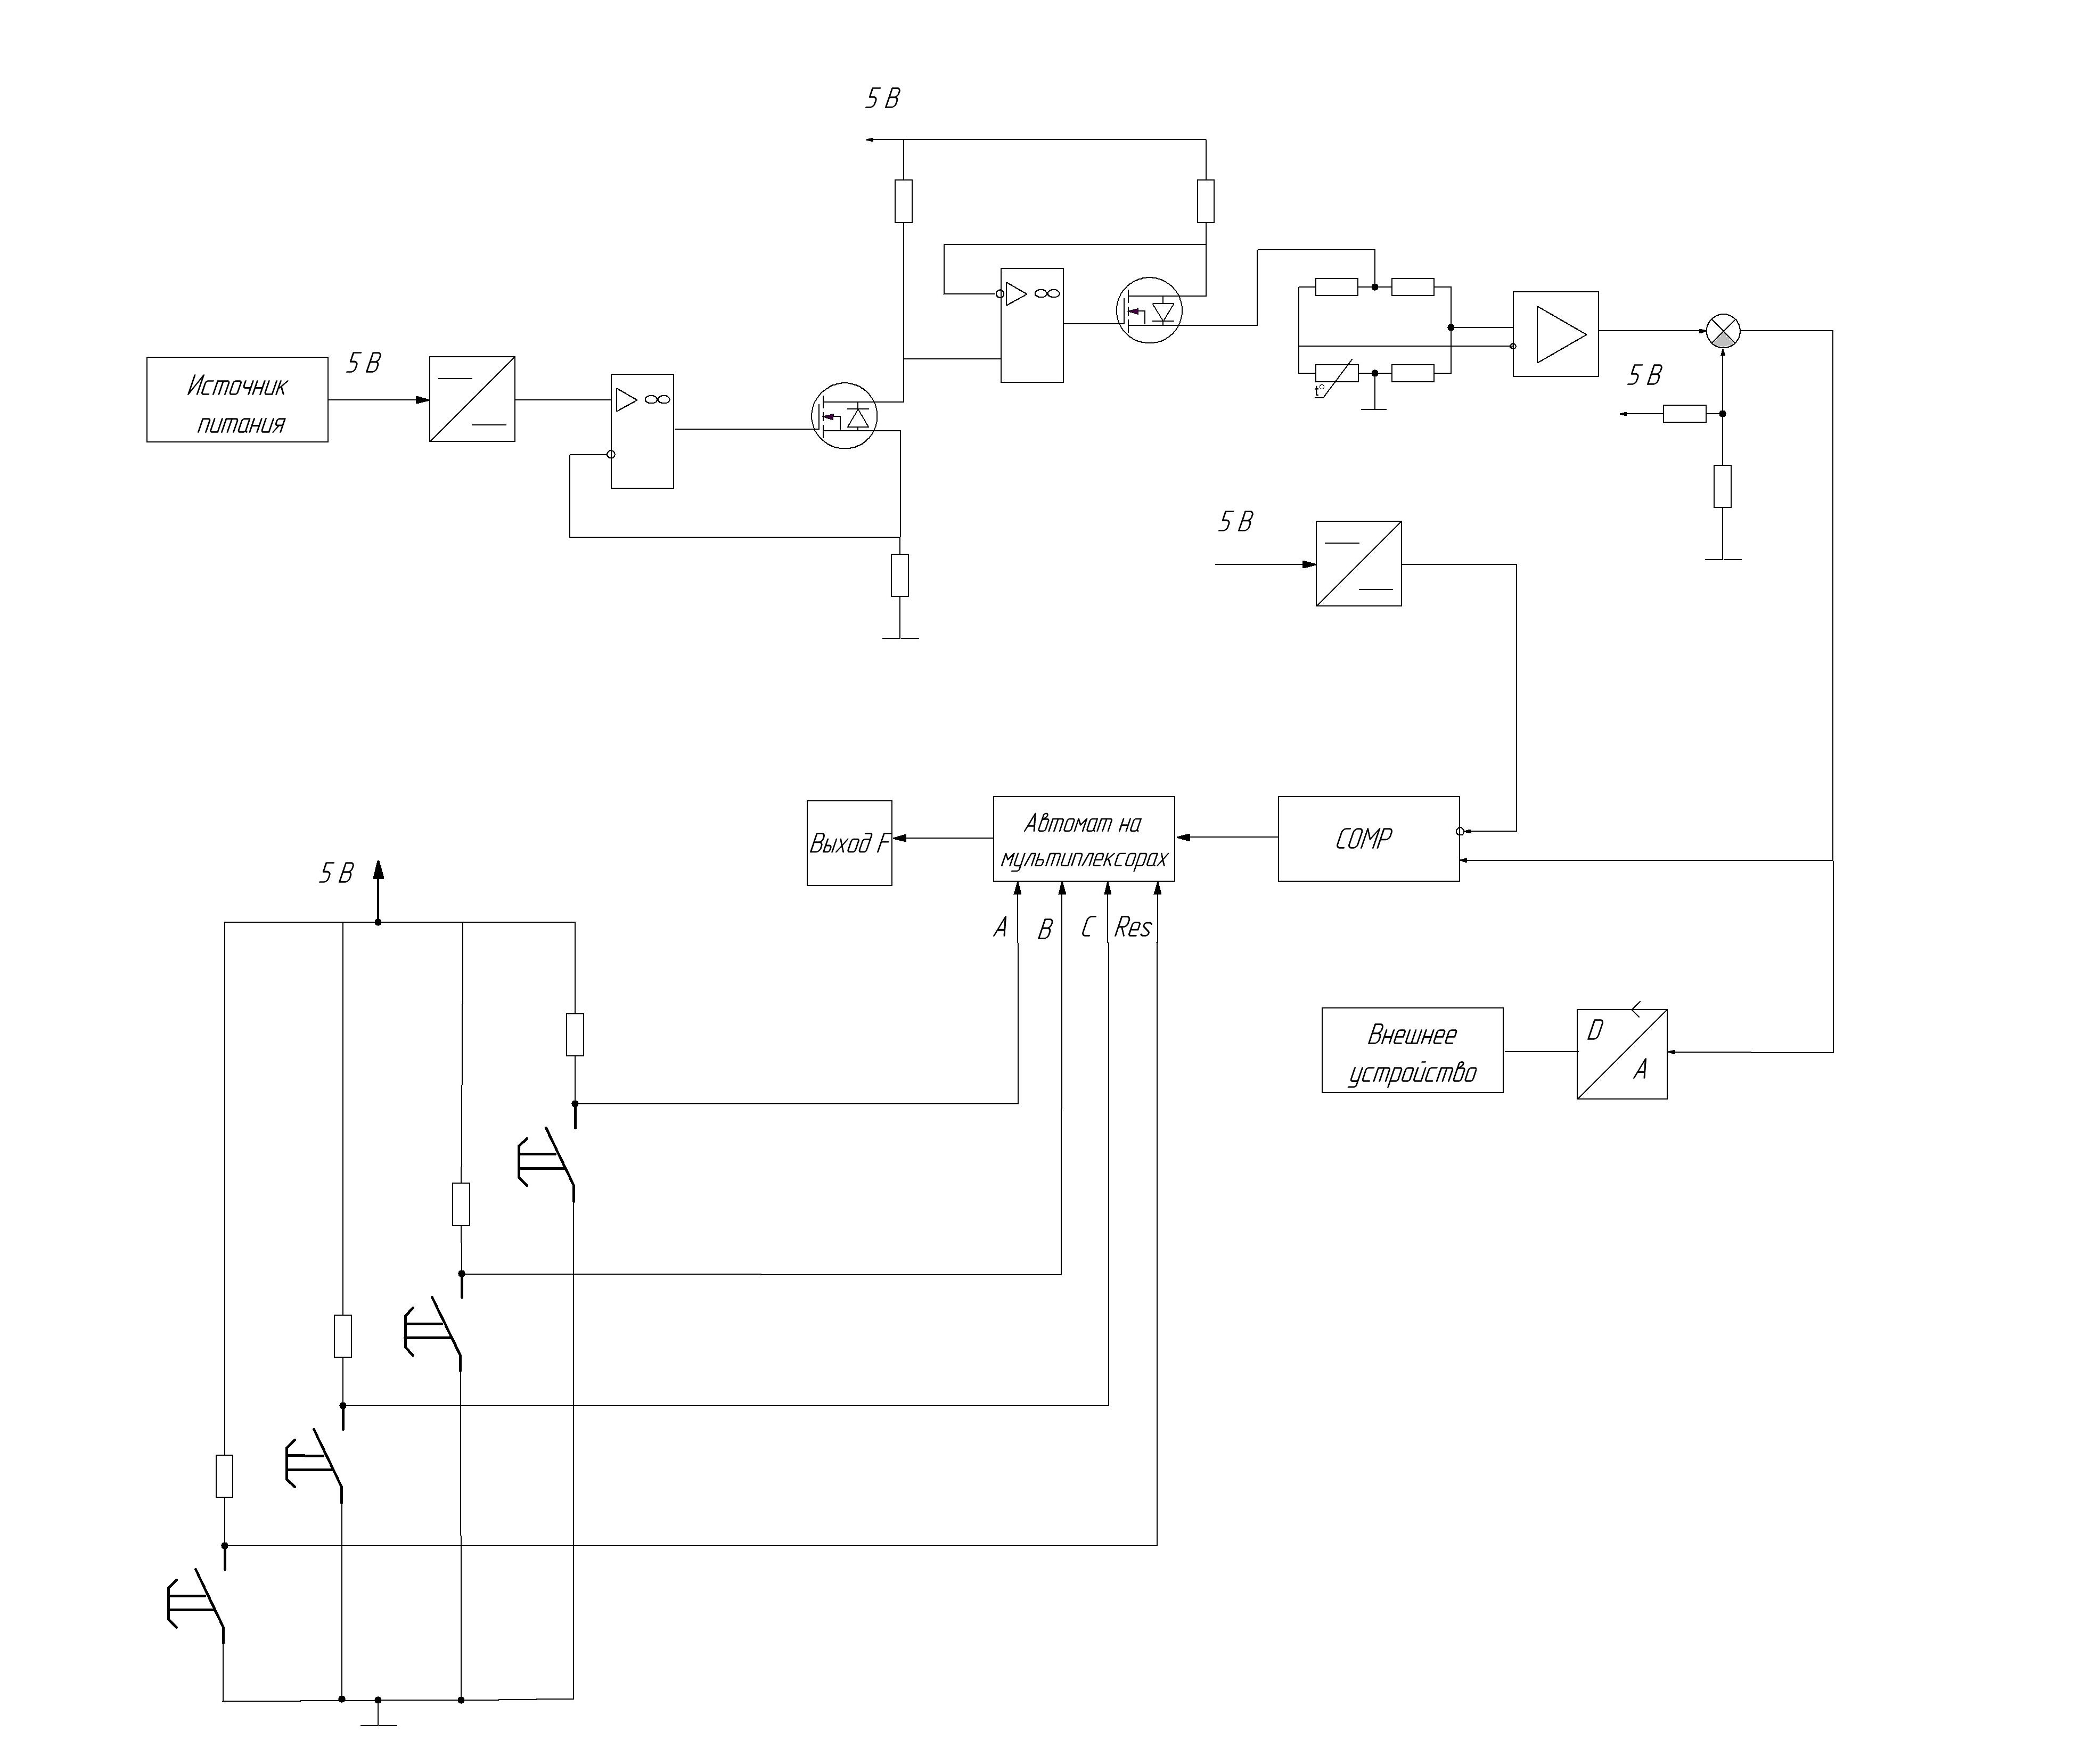 5 В
5 В
Источник
питания
∞
∞
t°
5 В
5 В
Выход F
Автомат на
мультиплексорах
COMP
5 В
A
B
C
Res
Внешнее
устройство
D
A